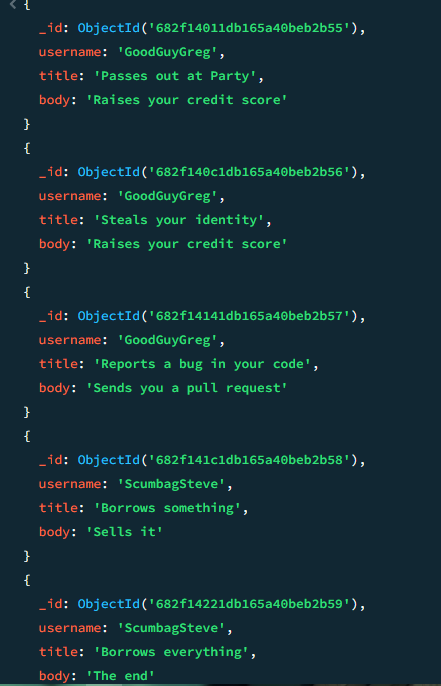 {
_id: ObjectId('682f14011db165a40beb2b55'),
username: 'GoodGuyGreg',
title: 'Passes out at Party',
body: 'Raises your credit score'
}
{
_id: ObjectId('682f140c1db165a40beb2b56'),
username: 'GoodGuyGreg',
title: 'Steals your identity',
body: 'Raises your credit score'
}
{
_id: ObjectId('682f14141db165a40beb2b57'),
username: 'GoodGuyGreg',
title: 'Reports a bug in your code',
body: 'Sends you a pull request'
}
{
_id: ObjectId('682f141c1db165a40beb2b58'),
username: 'ScumbagSteve',
title: 'Borrows something',
body: 'Sells it'
}
{
_id: ObjectId('682f14221db165a40beb2b59'),
username: 'ScumbagSteve',
title: 'Borrows everything',
body: 'The end'